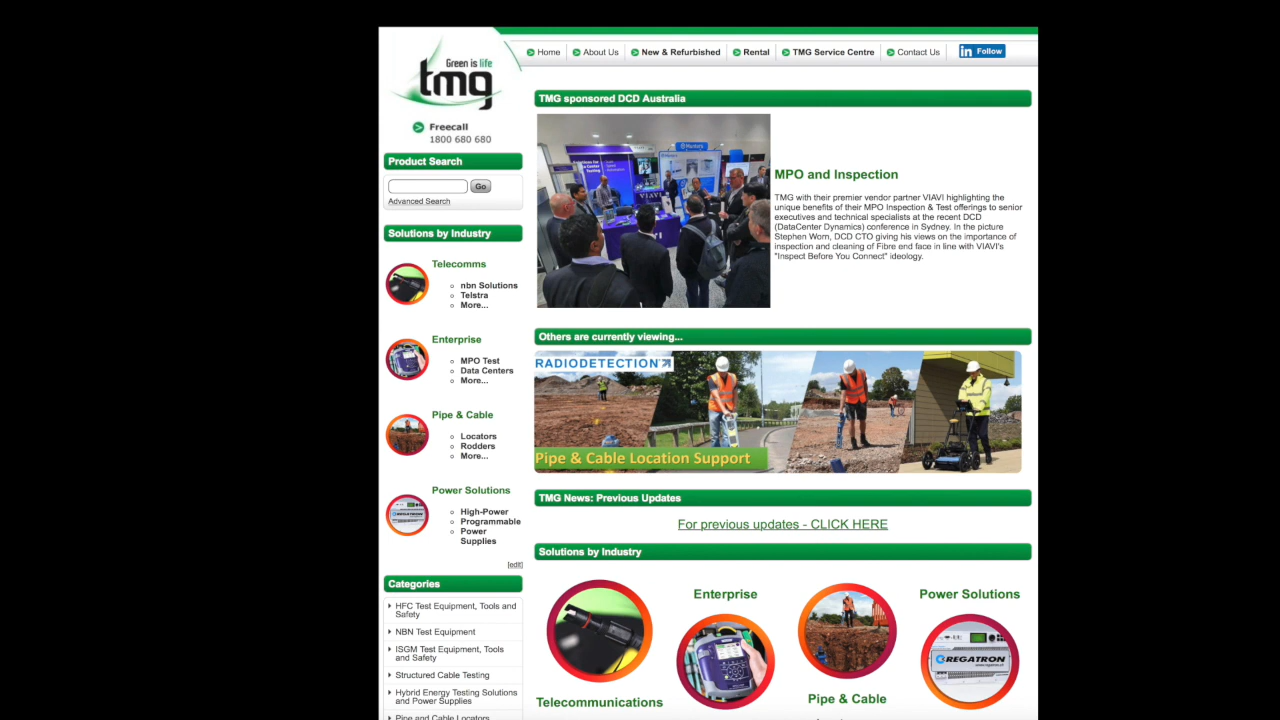 Home
About Us
New & Refurbished
Rental
TMG Service Centre
Contact Us
in Follow
Green is life
tmg
Freecall
1800 680 680
Product Search
Go
Advanced Search
Solutions by Industry
Telecomms
nbn Solutions
Telstra
More...
Enterprise
MPO Test
Data Centers
More...
Pipe & Cable
Locators
Rodders
More...
Power Solutions
High-Power
Programmable
Power
Supplies
[edit]
Categories
HFC Test Equipment, Tools and
Safety
NBN Test Equipment
ISGM Test Equipment, Tools
and Safety
Structured Cable Testing
Hybrid Energy Testing Solutions
and Power Supplies
Pipe and Cable Locators
TMG sponsored DCD Australia
VIAVI
MPO and Inspection
TMG with their premier vendor partner VIAVI highlighting the
unique benefits of their MPO Inspection & Test offerings to senior
executives and technical specialists at the recent DCD
(DataCenter Dynamics) conference in Sydney. In the picture
Stephen Worn, DCD CTO giving his views on the importance of
inspection and cleaning of Fibre end face in line with VIAVI's
"Inspect Before You Connect" ideology.
Others are currently viewing...
RADIODETECTION
Pipe & Cable Location Support
TMG News: Previous Updates
For previous updates - CLICK HERE
Solutions by Industry
Telecommunications
Enterprise
Pipe & Cable
Power Solutions
REGATRON